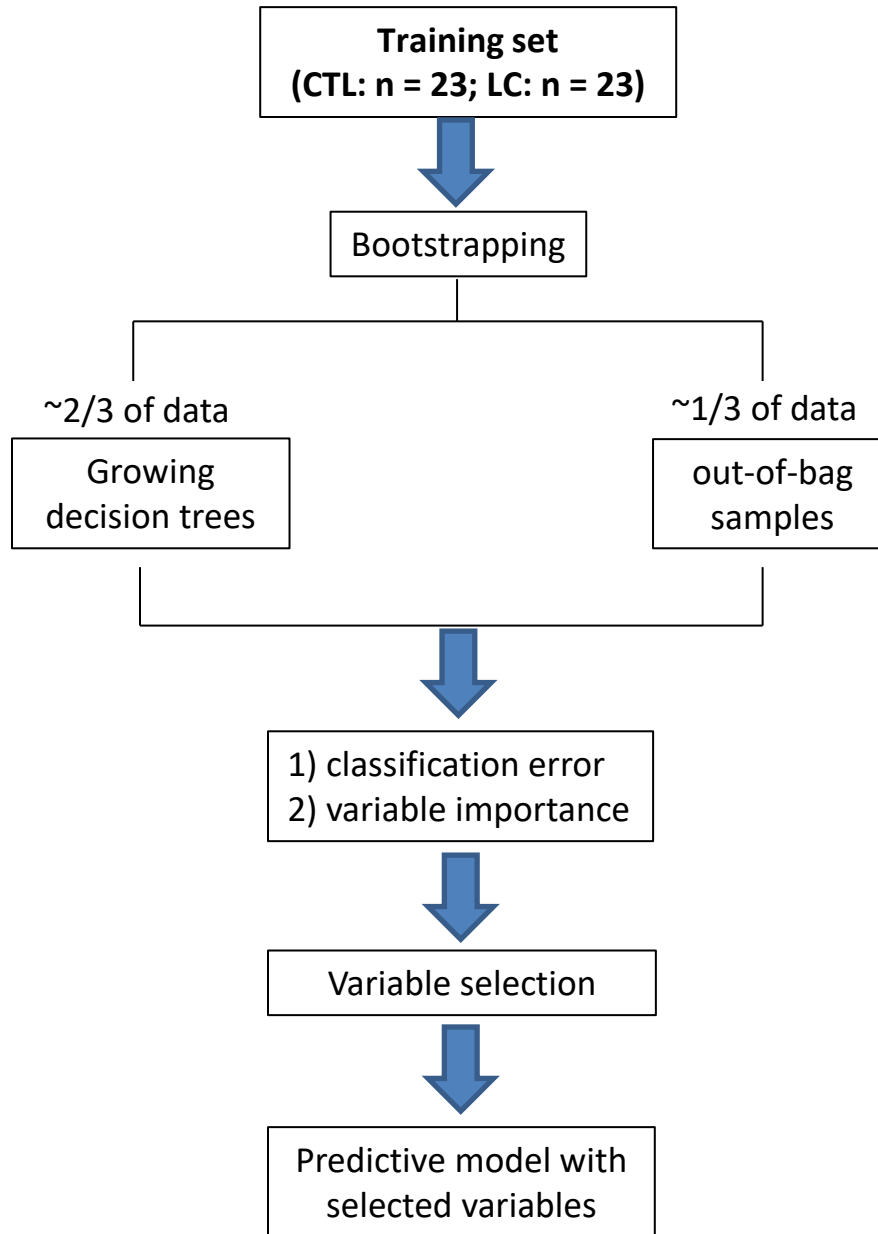 Training set
(CTL: n = 23; LC: n = 23)
Bootstrapping
~2/3 of data
Growing
decision trees
~1/3 of data
out-of-bag
samples
1) classification error
2) variable importance
Variable selection
Predictive model with
selected variables